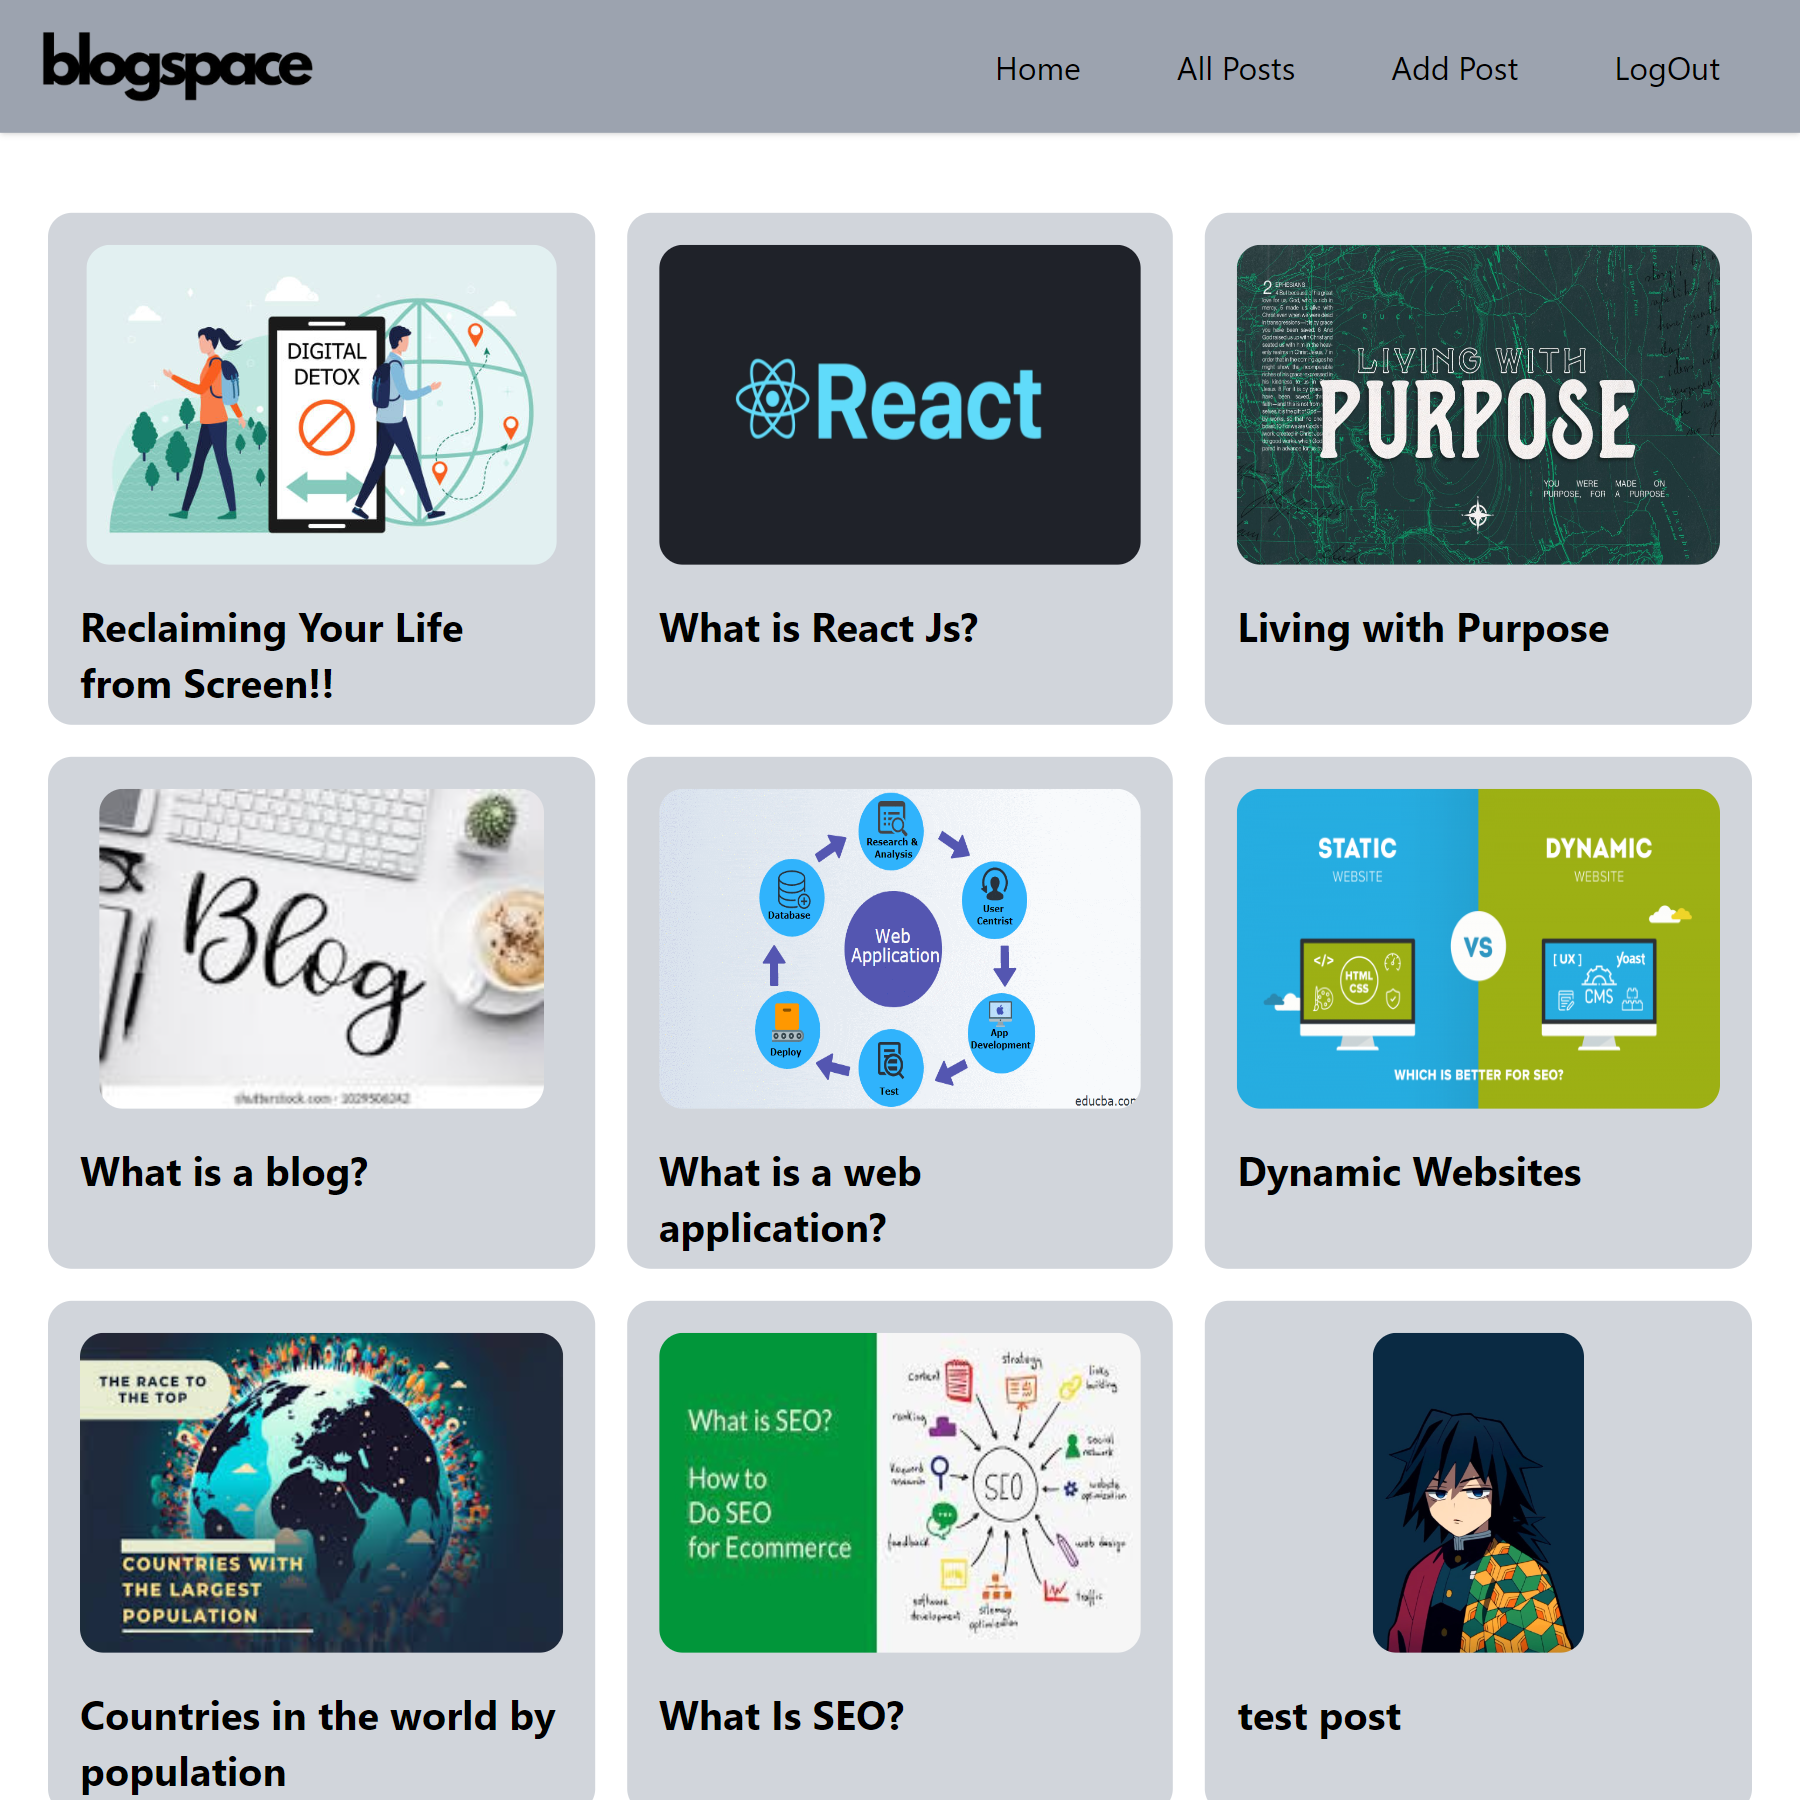 blogspace
Home
All Posts
Add Post
LogOut
DIGITAL
DETOX
Reclaiming Your Life
from Screen!!
React
What is React Js?
2 EPHESIANS
LIVING WITH
PURPOSE
YOU WERE MADE ON
PURPOSE, FOR A PURPOSE
Living with Purpose
Blog
shutterstock.com · 1029506242
What is a blog?
Research &
Analysis
User
Centrist
App
Development
Test
Deploy
Database
Web
Application
educba.com
What is a web
application?
STATIC
WEBSITE
DYNAMIC
WEBSITE
VS
</>
HTML
CSS
[ UX ]
yoast
CMS
WHICH IS BETTER FOR SEO?
Dynamic Websites
THE RACE TO
THE TOP
COUNTRIES WITH
THE LARGEST
POPULATION
Countries in the world by
population
What is SEO?
How to
Do SEO
for Ecommerce
content
strategy
links
building
ranking
social
network
Keyword
research
SEO
website
optimization
feedback
web design
software
development
sitemap
optimization
traffic
What Is SEO?
test post